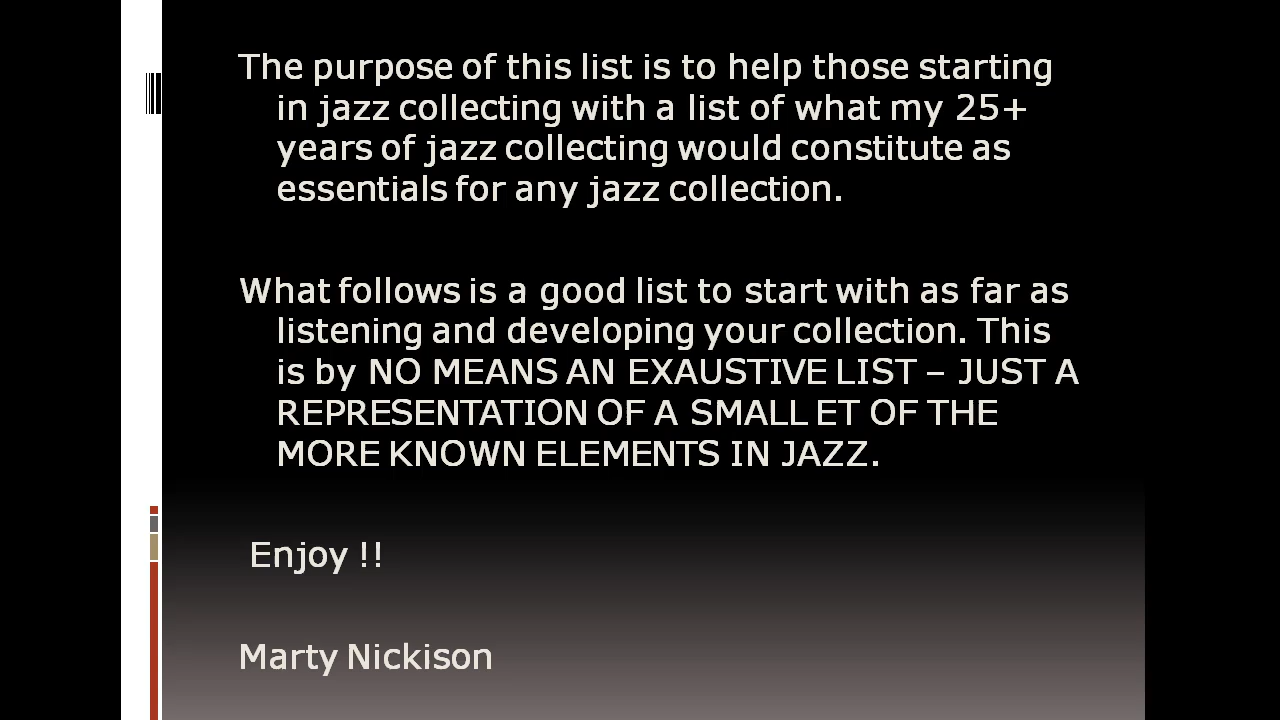 The purpose of this list is to help those starting
in jazz collecting with a list of what my 25+
years of jazz collecting would constitute as
essentials for any jazz collection.
What follows is a good list to start with as far as
listening and developing your collection. This
is by NO MEANS AN EXAUSTIVE LIST – JUST A
REPRESENTATION OF A SMALL ET OF THE
MORE KNOWN ELEMENTS IN JAZZ.
Enjoy !!
Marty Nickison